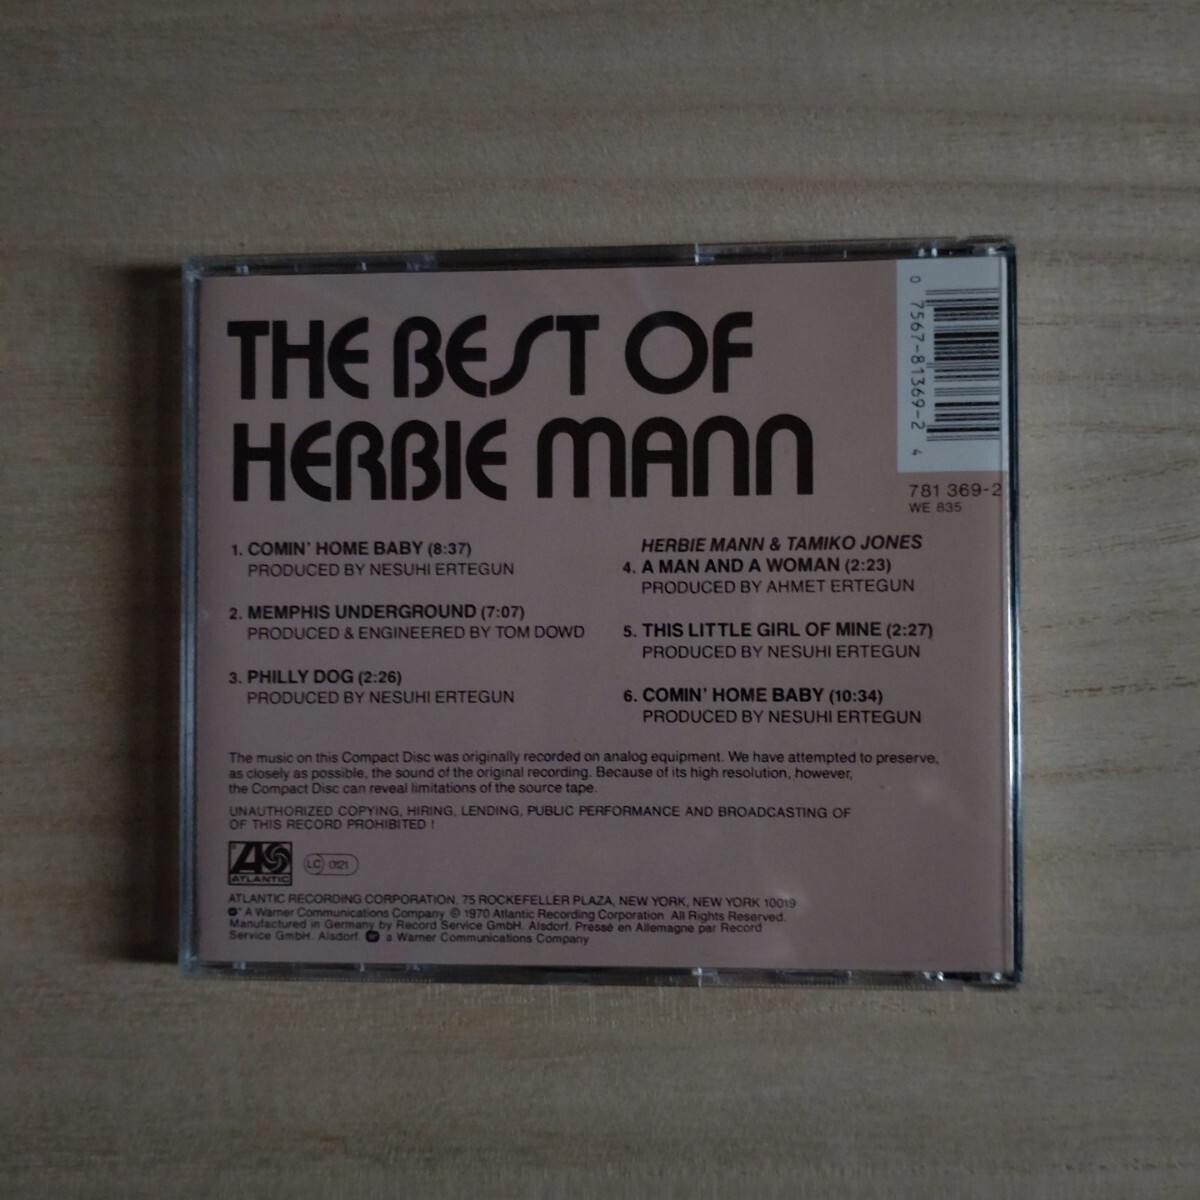 THE BEST OF
HERBIE MANN
0 7567-81369-2 4
781 369-2
WE 835
1. COMIN' HOME BABY (8:37)
PRODUCED BY NESUHI ERTEGUN
2. MEMPHIS UNDERGROUND (7:07)
PRODUCED & ENGINEERED BY TOM DOWD
3. PHILLY DOG (2:26)
PRODUCED BY NESUHI ERTEGUN
HERBIE MANN & TAMIKO JONES
4. A MAN AND A WOMAN (2:23)
PRODUCED BY AHMET ERTEGUN
5. THIS LITTLE GIRL OF MINE (2:27)
PRODUCED BY NESUHI ERTEGUN
6. COMIN' HOME BABY (10:34)
PRODUCED BY NESUHI ERTEGUN
The music on this Compact Disc was originally recorded on analog equipment. We have attempted to preserve,
as closely as possible, the sound of the original recording. Because of its high resolution, however,
the Compact Disc can reveal limitations of the source tape.
UNAUTHORIZED COPYING, HIRING, LENDING, PUBLIC PERFORMANCE AND BROADCASTING OF
OF THIS RECORD PROHIBITED !
ATLANTIC
LC 0121
ATLANTIC RECORDING CORPORATION, 75 ROCKEFELLER PLAZA, NEW YORK, NEW YORK 10019
A Warner Communications Company © 1970 Atlantic Recording Corporation. All Rights Reserved.
Manufactured in Germany by Record Service GmbH. Alsdorf. Pressé en Allemagne par Record
Service GmbH. Alsdorf. a Warner Communications Company